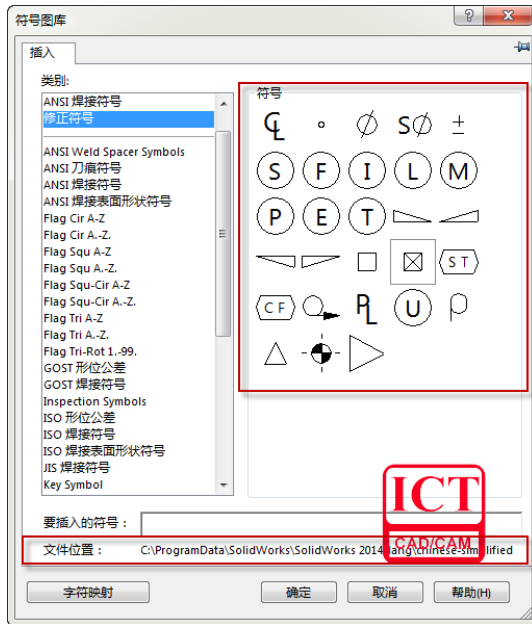 符号图库
插入
类别:
ANSI 焊接符号
修正符号
ANSI Weld Spacer Symbols
ANSI 刀痕符号
ANSI 焊接符号
ANSI 焊接表面形状符号
Flag Cir A-Z
Flag Cir A.-Z.
Flag Squ A-Z
Flag Squ A.-Z.
Flag Squ-Cir A-Z
Flag Squ-Cir A.-Z.
Flag Tri A-Z
Flag Tri A.-Z.
Flag Tri-Rot 1.-99.
GOST 形位公差
GOST 焊接符号
Inspection Symbols
ISO 形位公差
ISO 焊接符号
ISO 焊接表面形状符号
JIS 焊接符号
Key Symbol
符号
℄ ° ∅ S∅ ±
S F I L M
P E T
ST
CF PL U
要插入的符号：
ICT
CAD/CAM
文件位置： C:\ProgramData\SolidWorks\SolidWorks 2014\lang\chinese-simplified
字符映射 确定 取消 帮助(H)